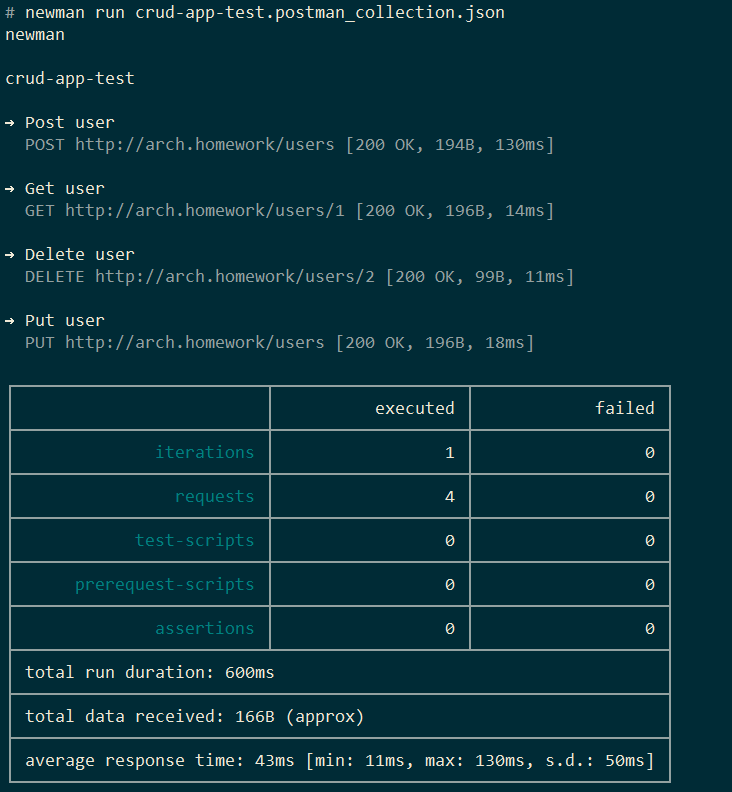 # newman run crud-app-test.postman_collection.json
newman
crud-app-test
→ Post user
POST http://arch.homework/users [200 OK, 194B, 130ms]
→ Get user
GET http://arch.homework/users/1 [200 OK, 196B, 14ms]
→ Delete user
DELETE http://arch.homework/users/2 [200 OK, 99B, 11ms]
→ Put user
PUT http://arch.homework/users [200 OK, 196B, 18ms]
executed failed
iterations 1 0
requests 4 0
test-scripts 0 0
prerequest-scripts 0 0
assertions 0 0
total run duration: 600ms
total data received: 166B (approx)
average response time: 43ms [min: 11ms, max: 130ms, s.d.: 50ms]